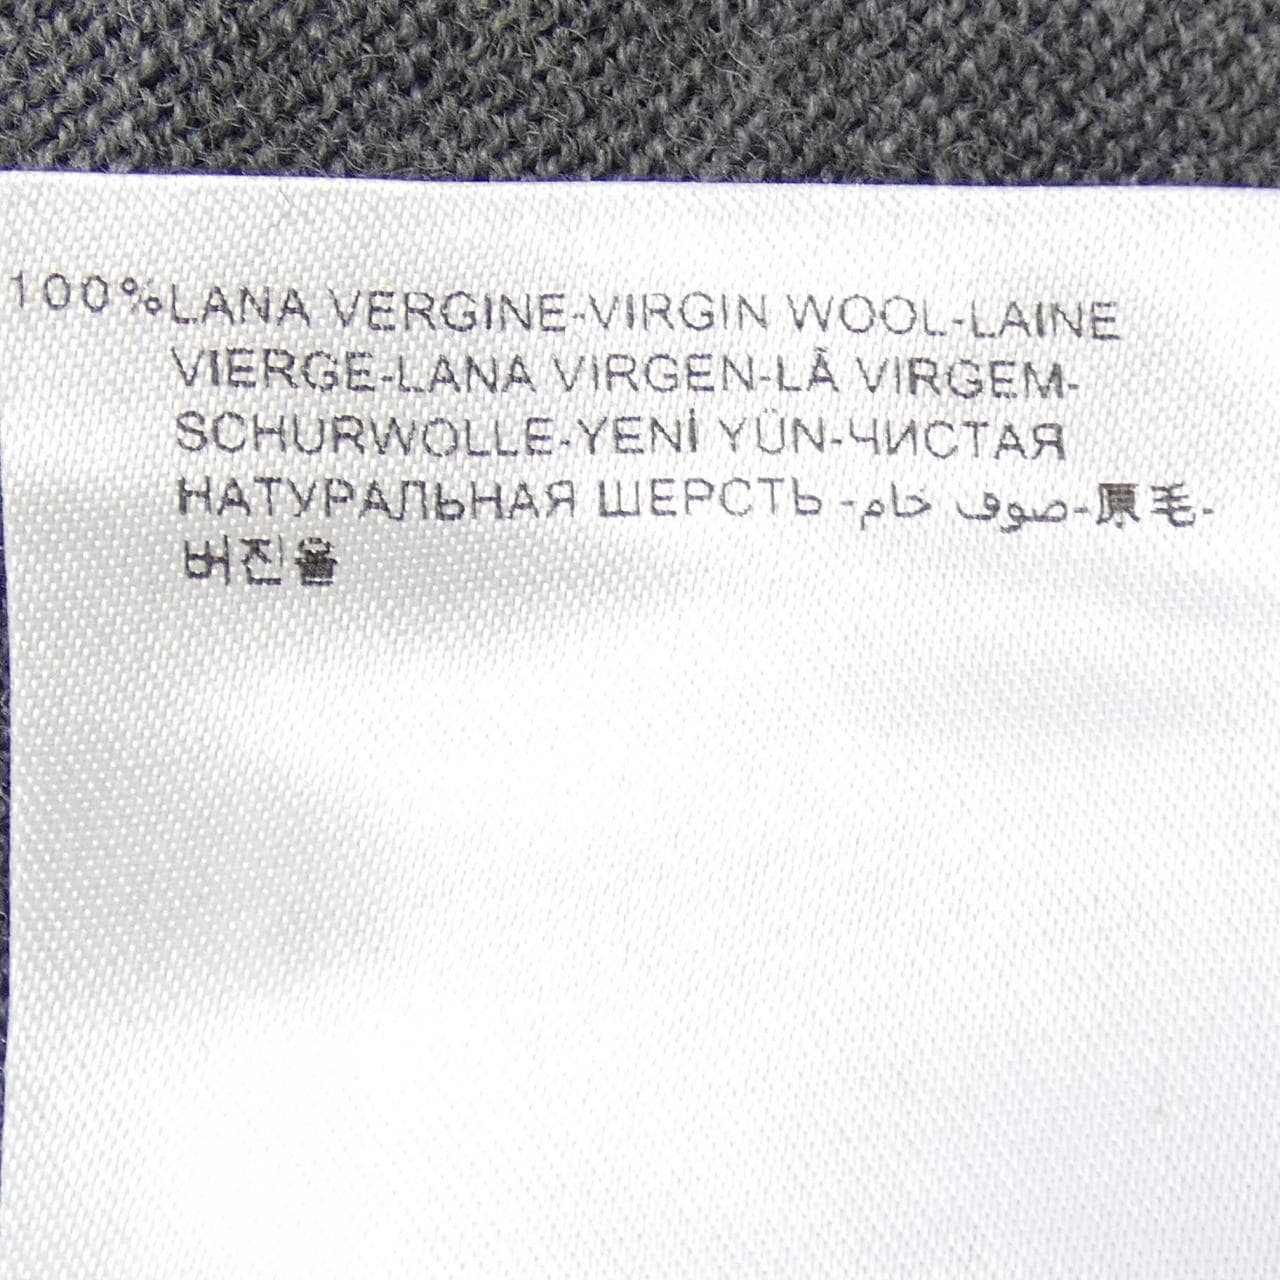 100%LANA VERGINE-VIRGIN WOOL-LAINE
VIERGE-LANA VIRGEN-LÃ VIRGEM-
SCHURWOLLE-YENİ YÜN-ЧИСТАЯ
НАТУРАЛЬНАЯ ШЕРСТЬ -صوف خام-原毛-
버진울